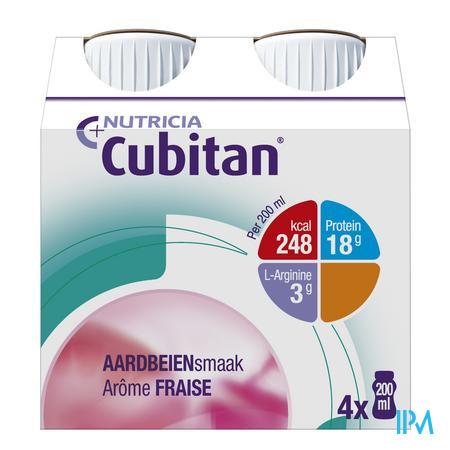 NUTRICIA
Cubitan®
Per 200 ml
kcal
248
Protein
18g
L-Arginine
3g
AARDBEIENsmaak
Arôme FRAISE
4x
200
ml
IPM